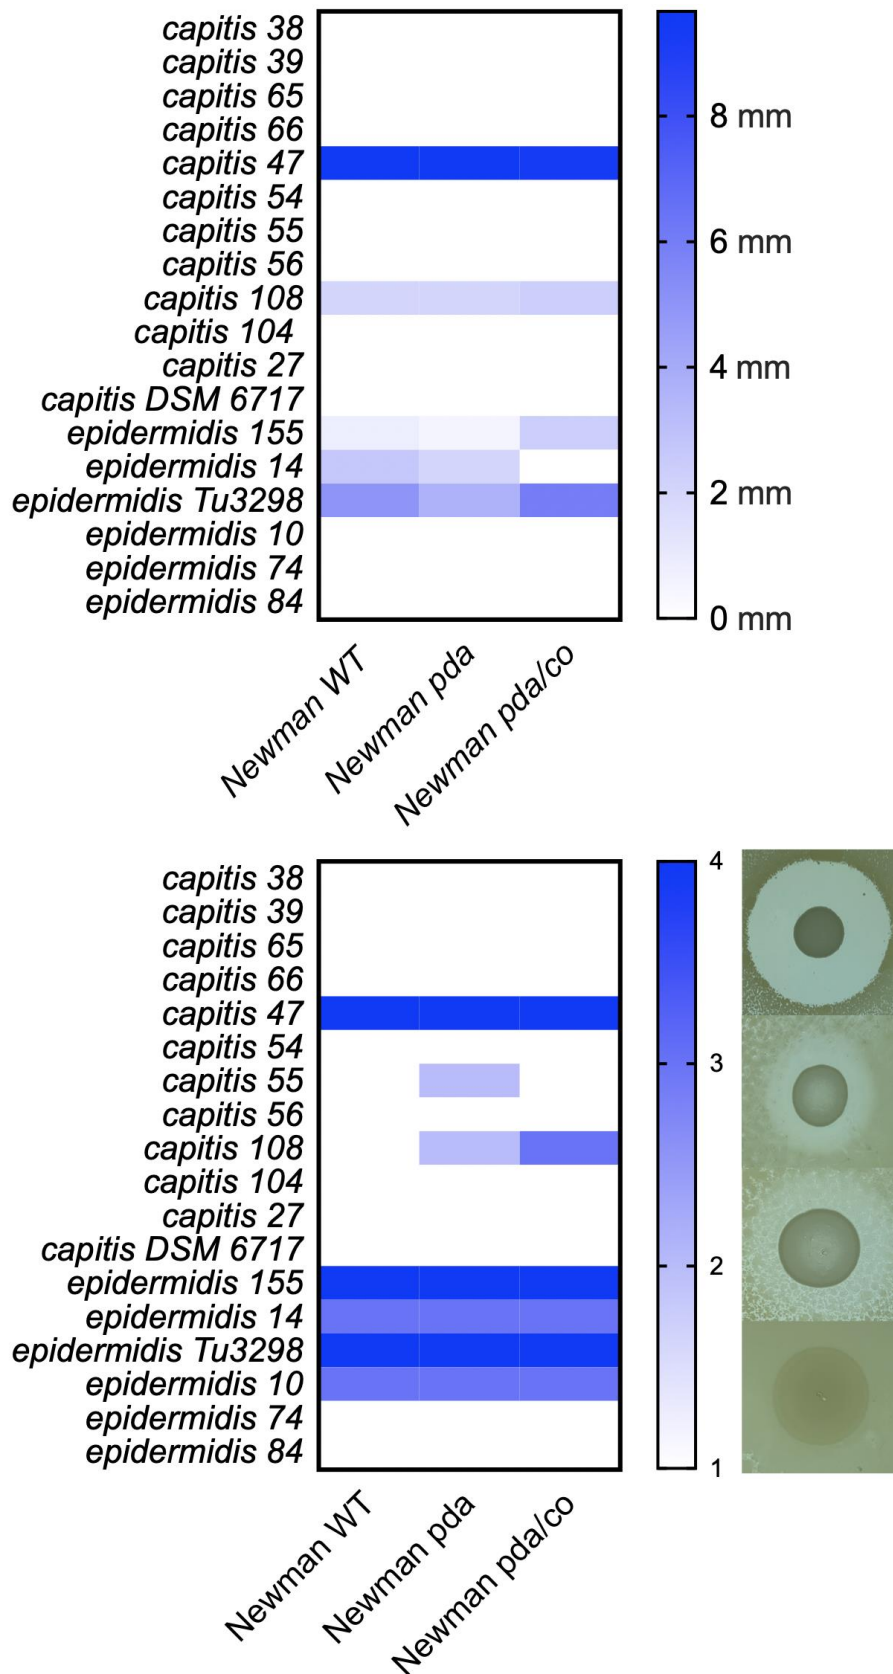 capitis 38
capitis 39
capitis 65
capitis 66
capitis 47
capitis 54
capitis 55
capitis 56
capitis 108
capitis 104
capitis 27
capitis DSM 6717
epidermidis 155
epidermidis 14
epidermidis Tu3298
epidermidis 10
epidermidis 74
epidermidis 84
8 mm
6 mm
4 mm
2 mm
0 mm
Newman WT
Newman pda
Newman pda/co
capitis 38
capitis 39
capitis 65
capitis 66
capitis 47
capitis 54
capitis 55
capitis 56
capitis 108
capitis 104
capitis 27
capitis DSM 6717
epidermidis 155
epidermidis 14
epidermidis Tu3298
epidermidis 10
epidermidis 74
epidermidis 84
4
3
2
1
Newman WT
Newman pda
Newman pda/co